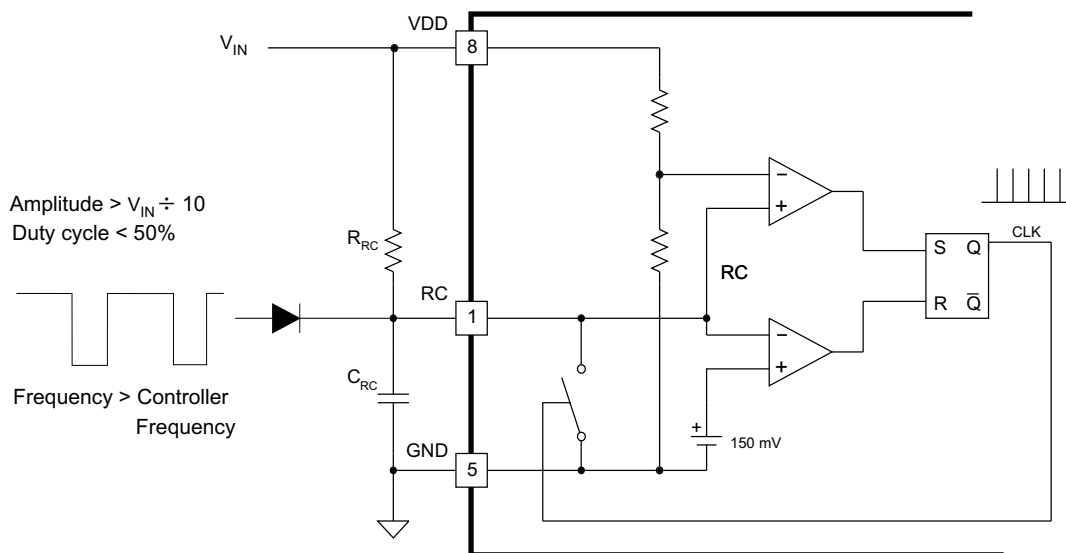 VDD
V_IN
8
Amplitude > V_IN ÷ 10
Duty cycle < 50%
R_RC
−
+
CLK
S Q
RC
RC
R Q̅
1
−
+
C_RC
Frequency > Controller
Frequency
+
150 mV
GND
5